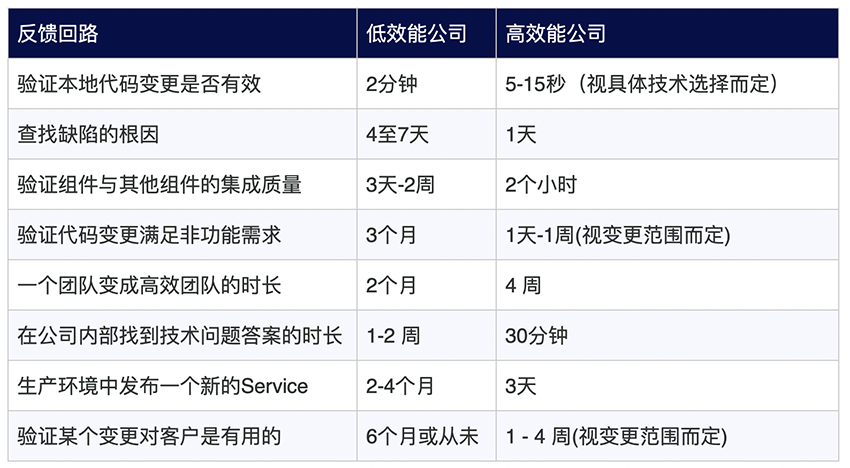 反馈回路 低效能公司 高效能公司
验证本地代码变更是否有效 2分钟 5-15秒（视具体技术选择而定）
查找缺陷的根因 4至7天 1天
验证组件与其他组件的集成质量 3天-2周 2个小时
验证代码变更满足非功能需求 3个月 1天-1周(视变更范围而定)
一个团队变成高效团队的时长 2个月 4 周
在公司内部找到技术问题答案的时长 1-2 周 30分钟
生产环境中发布一个新的Service 2-4个月 3天
验证某个变更对客户是有用的 6个月或从未 1 - 4 周(视变更范围而定)